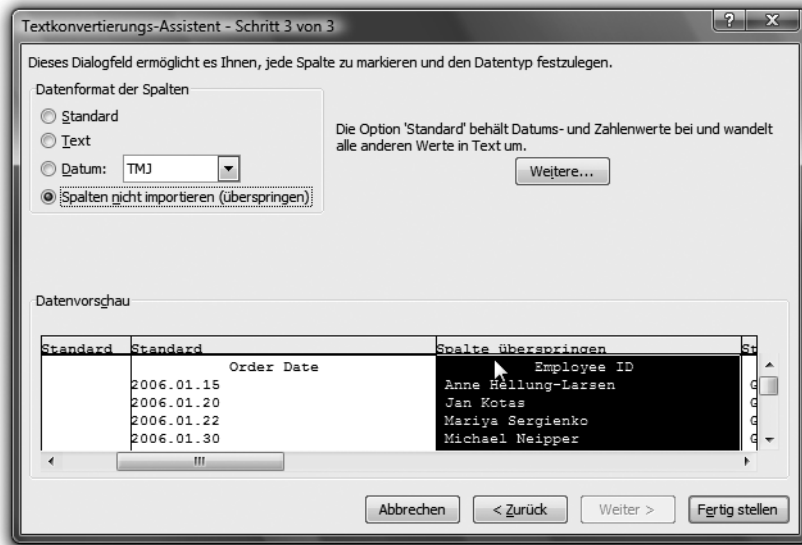 Textkonvertierungs-Assistent - Schritt 3 von 3
Dieses Dialogfeld ermöglicht es Ihnen, jede Spalte zu markieren und den Datentyp festzulegen.
Datenformat der Spalten
Standard
Text
Datum: TMJ
Spalten nicht importieren (überspringen)
Die Option 'Standard' behält Datums- und Zahlenwerte bei und wandelt
alle anderen Werte in Text um.
Weitere...
Datenvorschau
Standard Standard Spalte überspringen St
Order Date Employee ID
2006.01.15 Anne Hellung-Larsen G
2006.01.20 Jan Kotas G
2006.01.22 Mariya Sergienko G
2006.01.30 Michael Neipper G
Abbrechen < Zurück Weiter > Fertig stellen